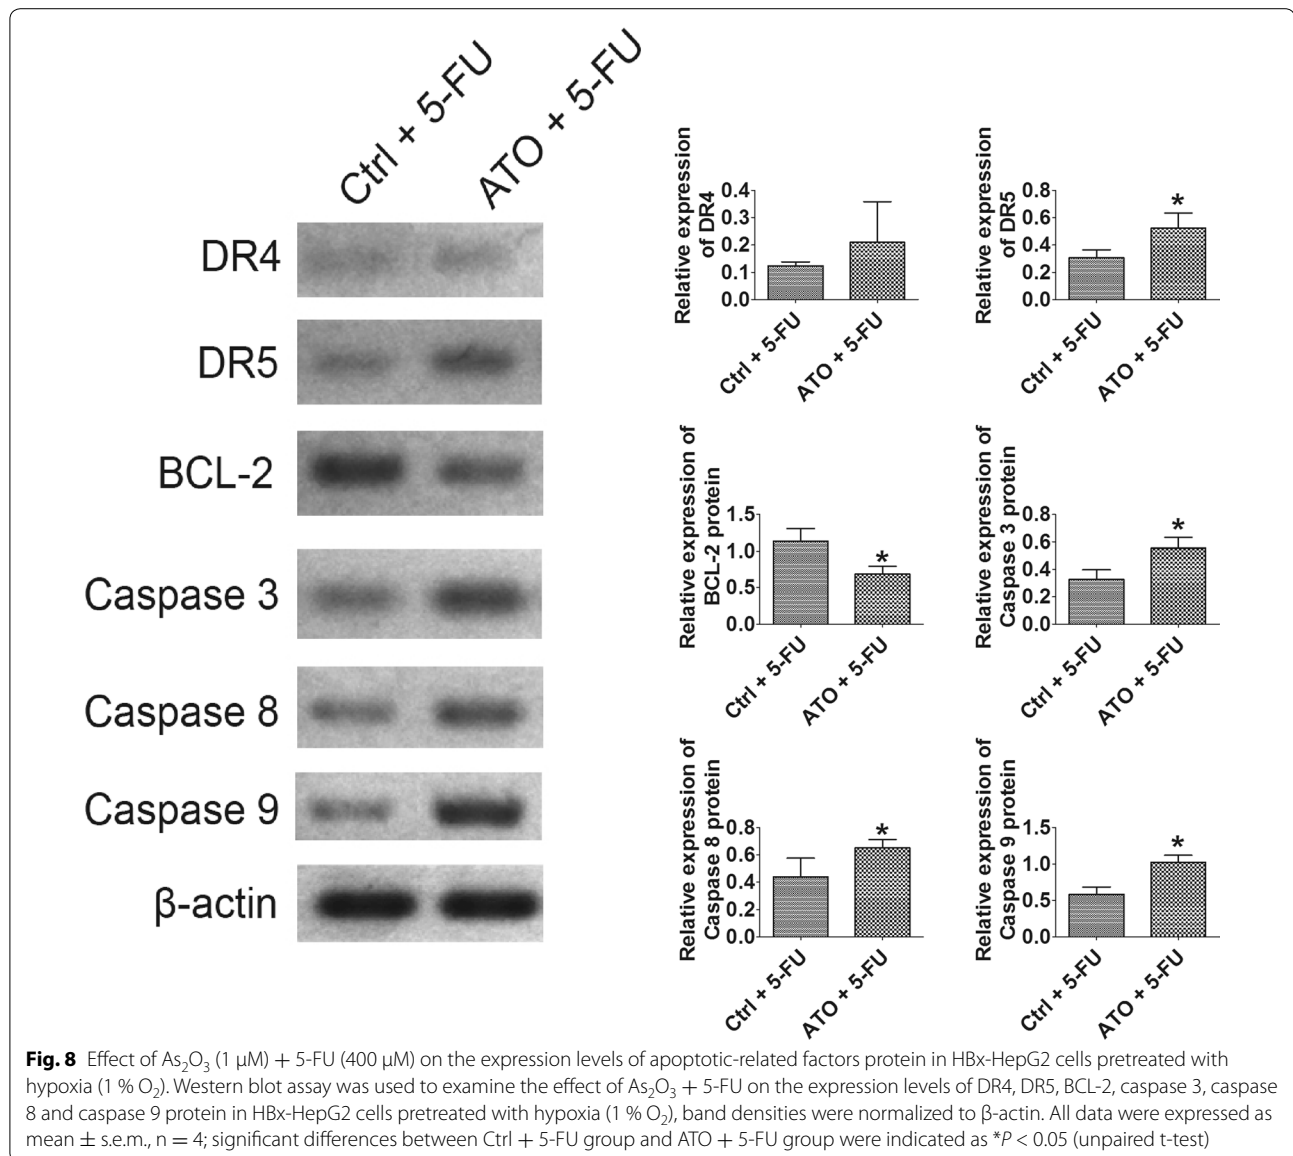 Ctrl + 5-FU
ATO + 5-FU
DR4
DR5
BCL-2
Caspase 3
Caspase 8
Caspase 9
β-actin
Relative expression
of DR4
0.4
0.3
0.2
0.1
0.0
Ctrl + 5-FU
ATO + 5-FU
Relative expression
of DR5
0.8
0.6
0.4
0.2
0.0
*
Ctrl + 5-FU
ATO + 5-FU
Relative expression of
BCL-2 protein
1.5
1.0
0.5
0.0
*
Ctrl + 5-FU
ATO + 5-FU
Relative expression of
Caspase 3 protein
0.8
0.6
0.4
0.2
0.0
*
Ctrl + 5-FU
ATO + 5-FU
Relative expression of
Caspase 8 protein
0.8
0.6
0.4
0.2
0.0
*
Ctrl + 5-FU
ATO + 5-FU
Relative expression of
Caspase 9 protein
1.5
1.0
0.5
0.0
*
Ctrl + 5-FU
ATO + 5-FU
Fig. 8 Effect of As₂O₃ (1 μM) + 5-FU (400 μM) on the expression levels of apoptotic-related factors protein in HBx-HepG2 cells pretreated with
hypoxia (1 % O₂). Western blot assay was used to examine the effect of As₂O₃ + 5-FU on the expression levels of DR4, DR5, BCL-2, caspase 3, caspase
8 and caspase 9 protein in HBx-HepG2 cells pretreated with hypoxia (1 % O₂), band densities were normalized to β-actin. All data were expressed as
mean ± s.e.m., n = 4; significant differences between Ctrl + 5-FU group and ATO + 5-FU group were indicated as *P < 0.05 (unpaired t-test)